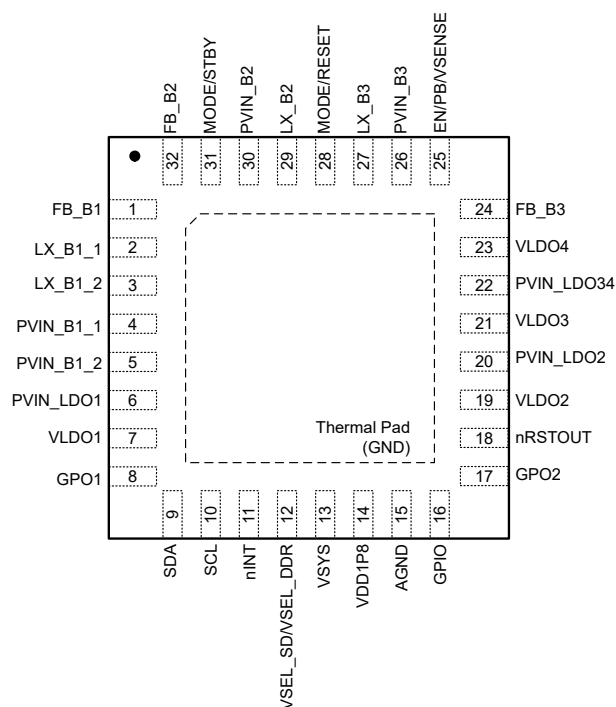 FB_B2
MODE/STBY
PVIN_B2
LX_B2
MODE/RESET
LX_B3
PVIN_B3
EN/PB/VSENSE
32
31
30
29
28
27
26
25
FB_B1 1
LX_B1_1 2
LX_B1_2 3
PVIN_B1_1 4
PVIN_B1_2 5
PVIN_LDO1 6
VLDO1 7
GPO1 8
24 FB_B3
23 VLDO4
22 PVIN_LDO34
21 VLDO3
20 PVIN_LDO2
19 VLDO2
18 nRSTOUT
17 GPO2
Thermal Pad
(GND)
9
10
11
12
13
14
15
16
SDA
SCL
nINT
VSEL_SD/VSEL_DDR
VSYS
VDD1P8
AGND
GPIO